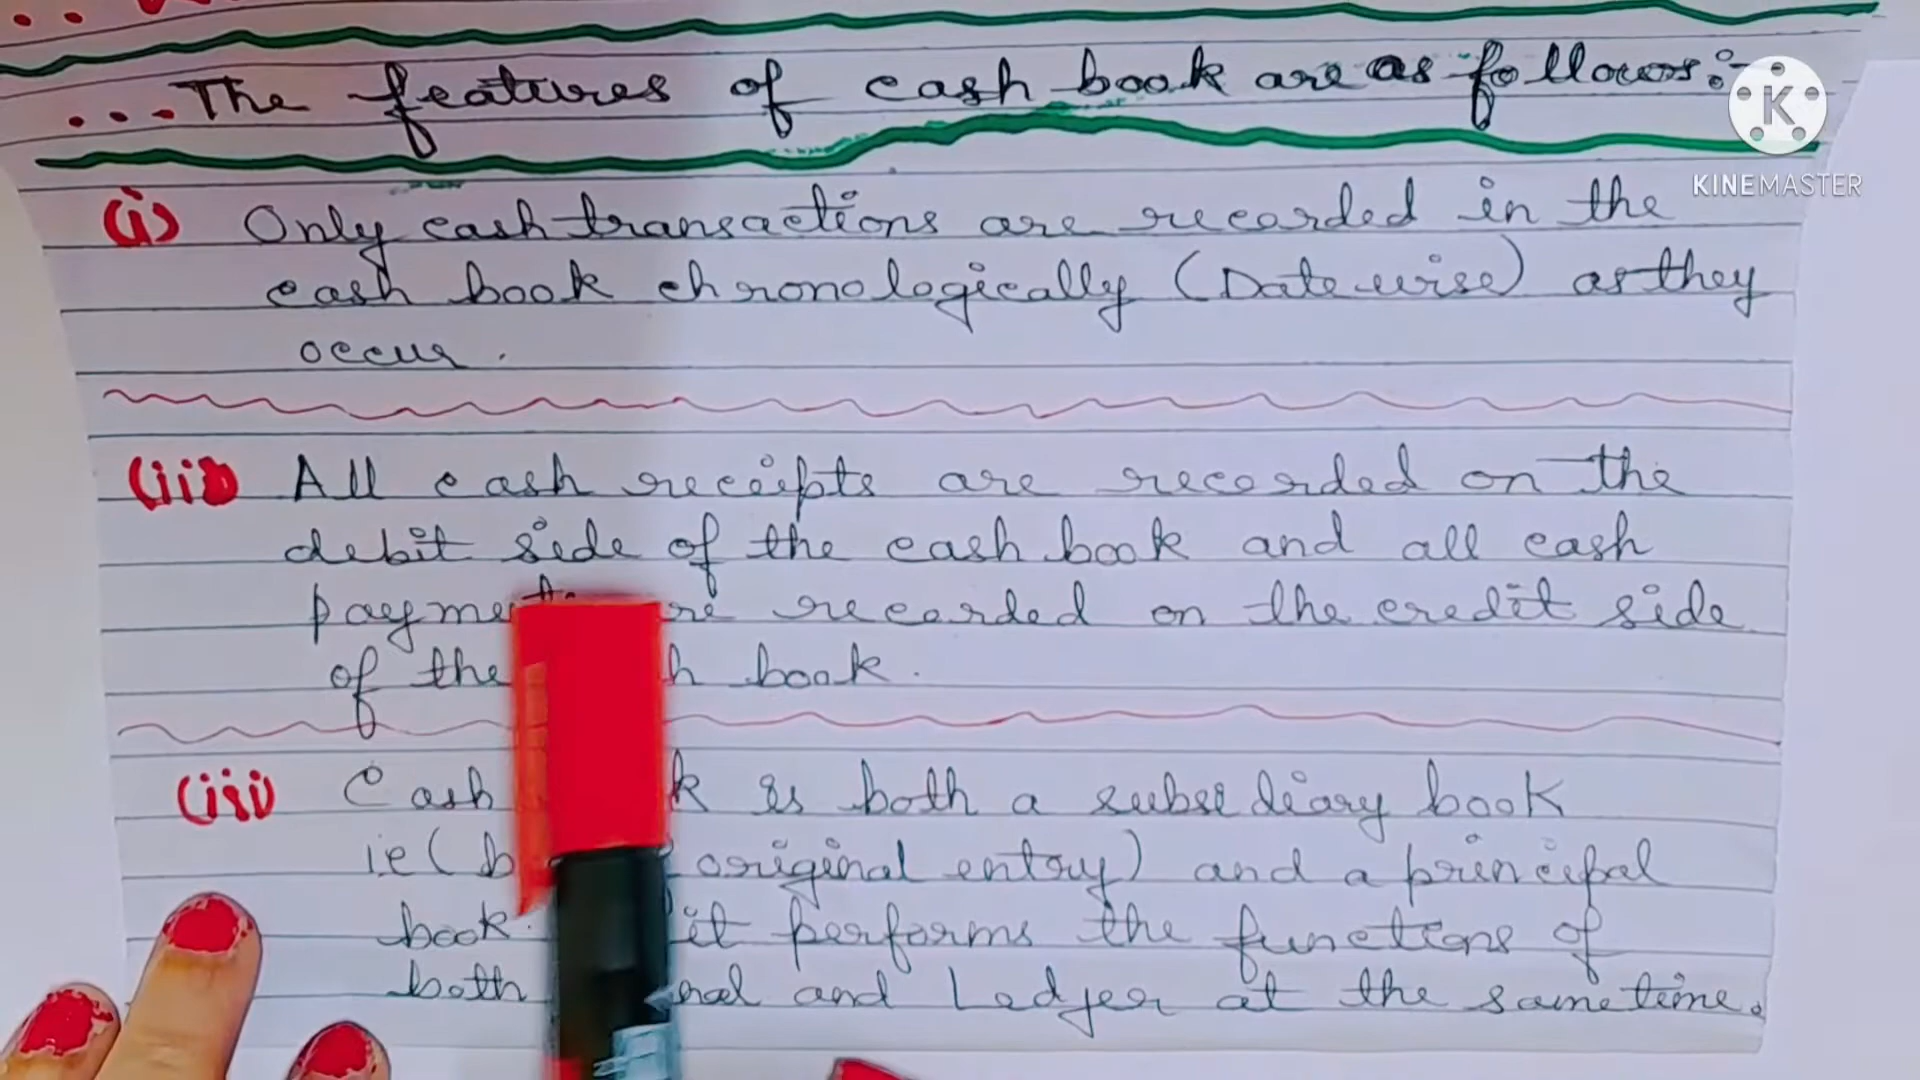 The features of cash book are as follows:-
KINEMASTER
(i) Only cash transactions are recorded in the
cash book chronologically (Date wise) as they
occur.
(ii) All cash receipts are recorded on the
debit side of the cash book and all cash
recorded on the credit side
of the book.
(iii) Cash is both a subsidiary book
i.e ( original entry) and a principal
book. it performs the functions of
both and Ledger at the same time.